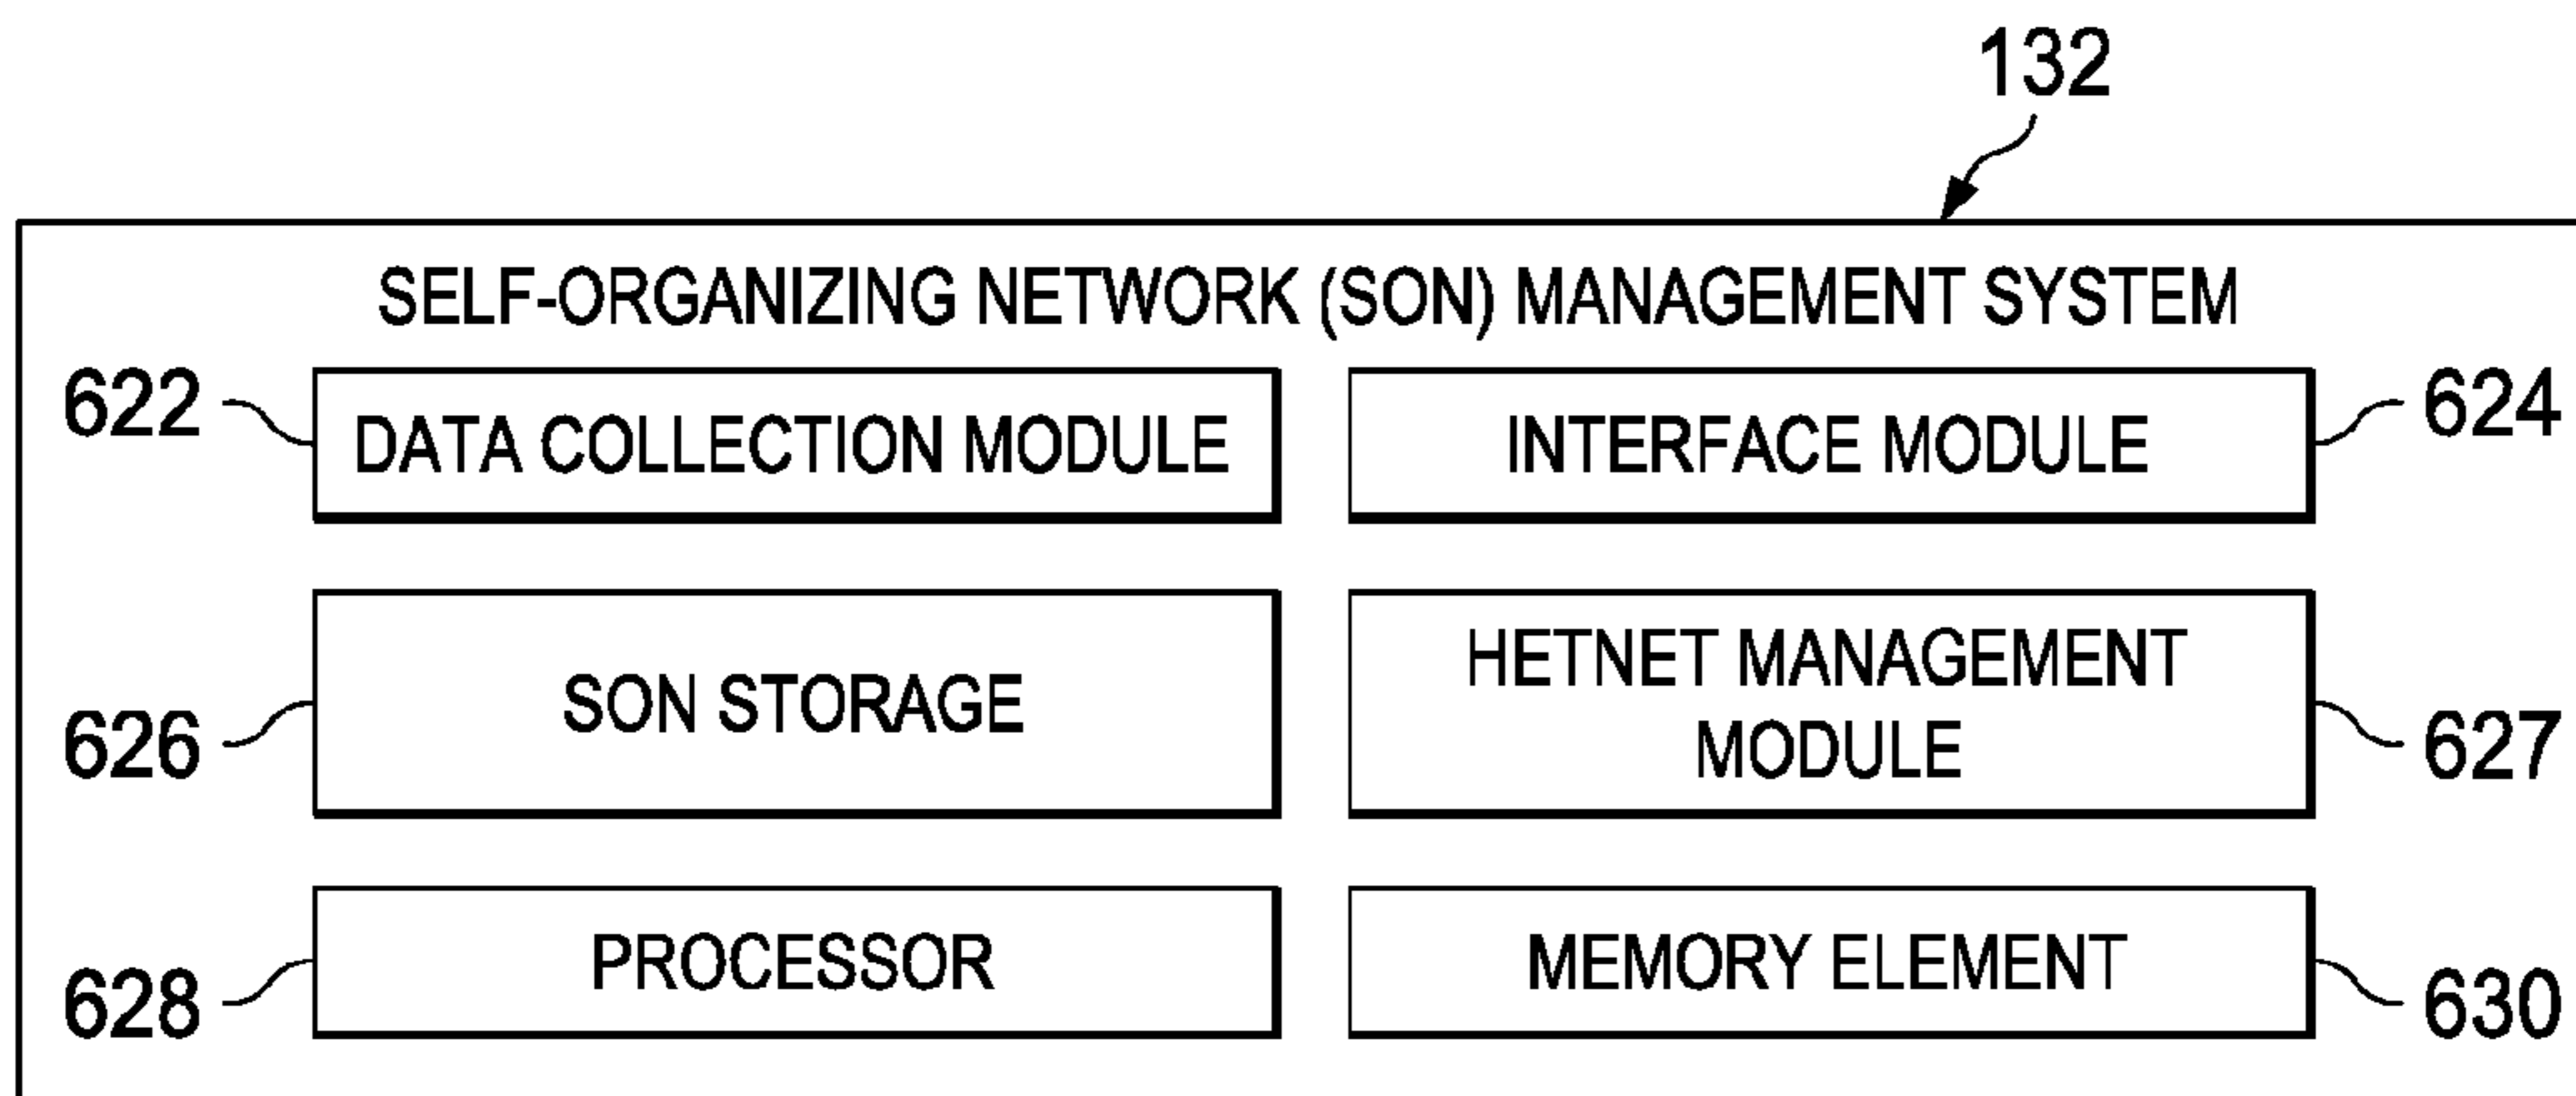 132
SELF-ORGANIZING NETWORK (SON) MANAGEMENT SYSTEM
622
DATA COLLECTION MODULE
INTERFACE MODULE
624
626
SON STORAGE
HETNET MANAGEMENT
MODULE
627
628
PROCESSOR
MEMORY ELEMENT
630